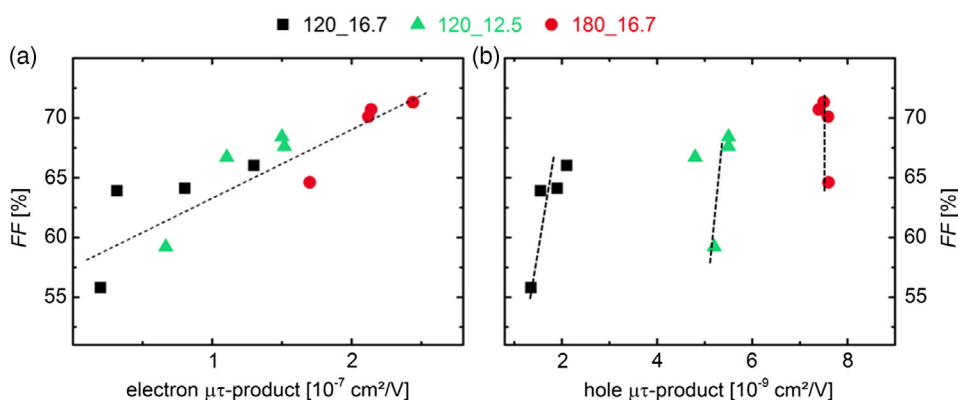 120_16.7 120_12.5 180_16.7
(a)
FF [%]
70
65
60
55
1 2
electron μτ-product [10⁻⁷ cm²/V]
(b)
70
65
60
55
FF [%]
2 4 6 8
hole μτ-product [10⁻⁹ cm²/V]